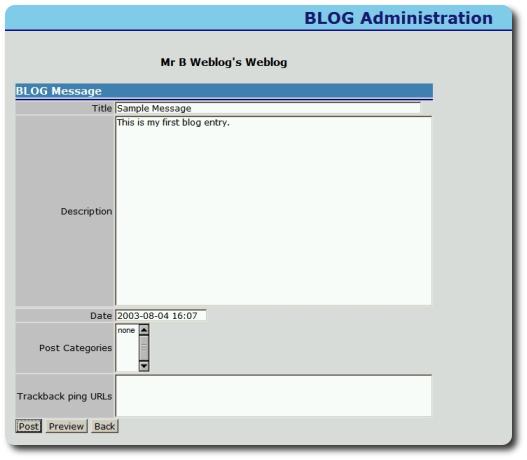 BLOG Administration
Mr B Weblog's Weblog
BLOG Message
Title Sample Message
Description This is my first blog entry.
Date 2003-08-04 16:07
Post Categories none
Trackback ping URLs
Post Preview Back